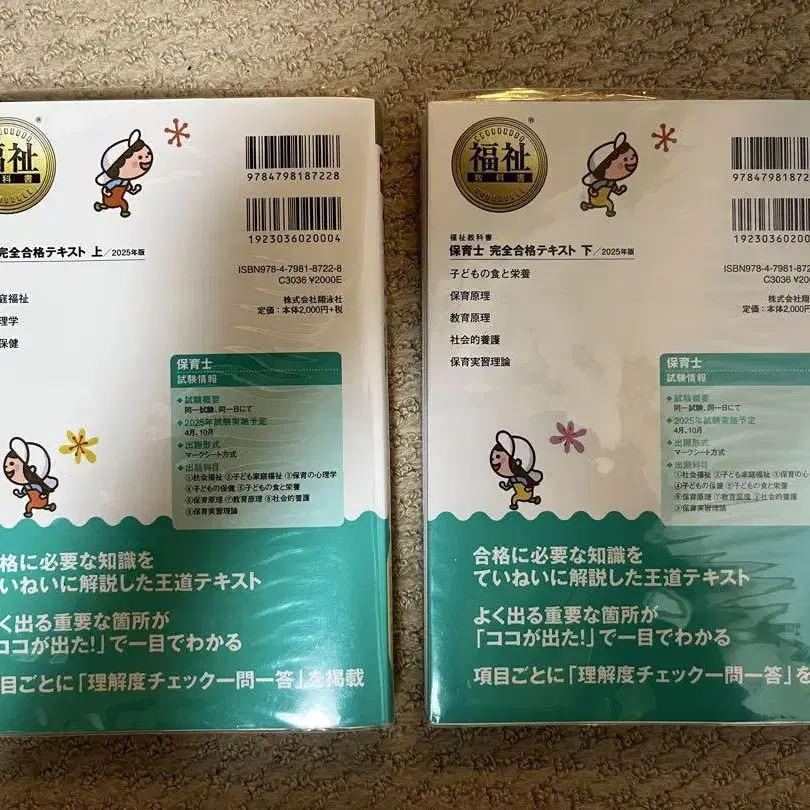 福祉
教科書
®
9784798187228
1923036020004
完全合格テキスト 上／2025年版
ISBN978-4-7981-8722-8
C3036 ¥2000E
株式会社翔泳社
定価：本体2,000円+税
庭福祉
理学
保健
保育士
試験情報
◆試験概要
同一試験、同一日にて
◆2025年試験実施予定
4月、10月
◆出題形式
マークシート方式
◆出題科目
①社会福祉 ②子ども家庭福祉 ③保育の心理学
④子どもの保健 ⑤子どもの食と栄養
⑥保育原理 ⑦教育原理 ⑧社会的養護
⑨保育実習理論
格に必要な知識を
ていねいに解説した王道テキスト
く出る重要な箇所が
「ココが出た!」で一目でわかる
目ごとに「理解度チェック一問一答」を掲載
福祉
教科書
®
97847981872
1923036020
福祉教科書
保育士 完全合格テキスト 下／2025年版
ISBN978-4-7981-87
C3036 ¥20
株式会社翔泳
定価：本体2,000円
子どもの食と栄養
保育原理
教育原理
社会的養護
保育実習理論
保育士
試験情報
◆試験概要
同一試験、同一日にて
◆2025年試験実施予定
4月、10月
◆出題形式
マークシート方式
◆出題科目
①社会福祉 ②子ども家庭福祉 ③保育の心
④子どもの保健 ⑤子どもの食と栄養
⑥保育原理 ⑦教育原理 ⑧社会的養護
⑨保育実習理論
合格に必要な知識を
ていねいに解説した王道テキスト
よく出る重要な箇所が
「ココが出た!」で一目でわかる
項目ごとに「理解度チェック一問一答」を